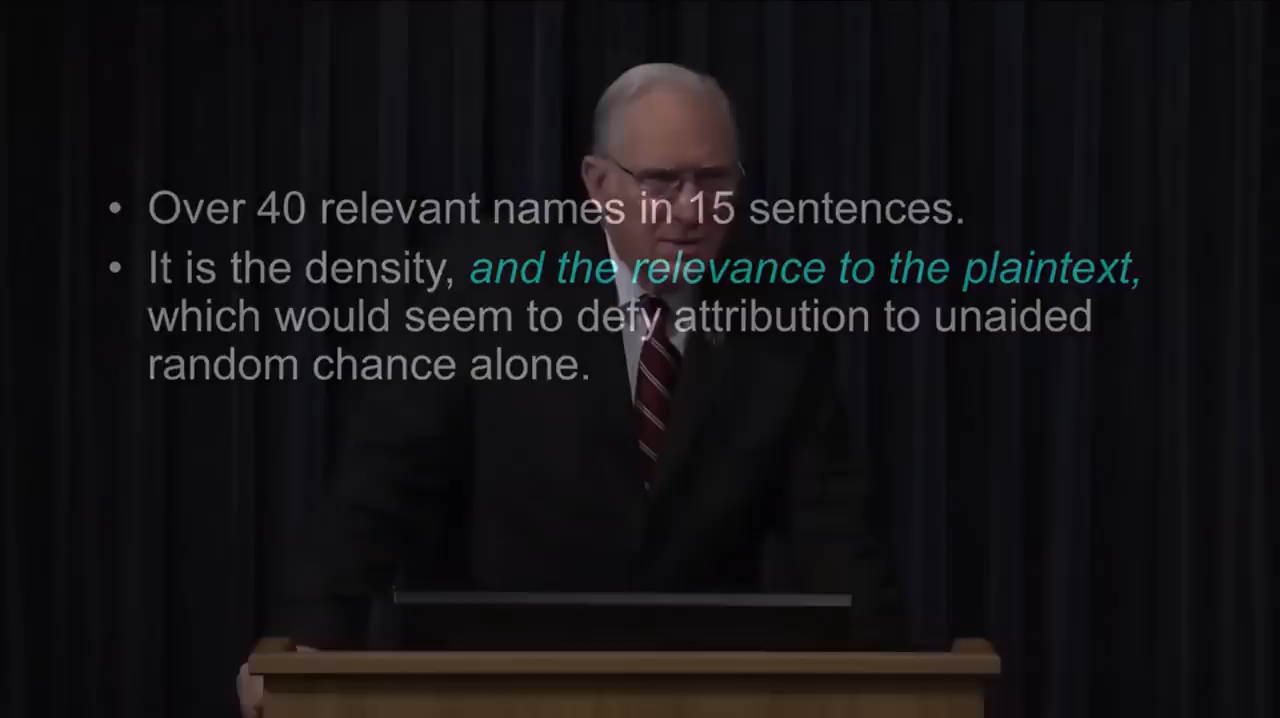 • Over 40 relevant names in 15 sentences.
• It is the density, and the relevance to the plaintext,
which would seem to defy attribution to unaided
random chance alone.